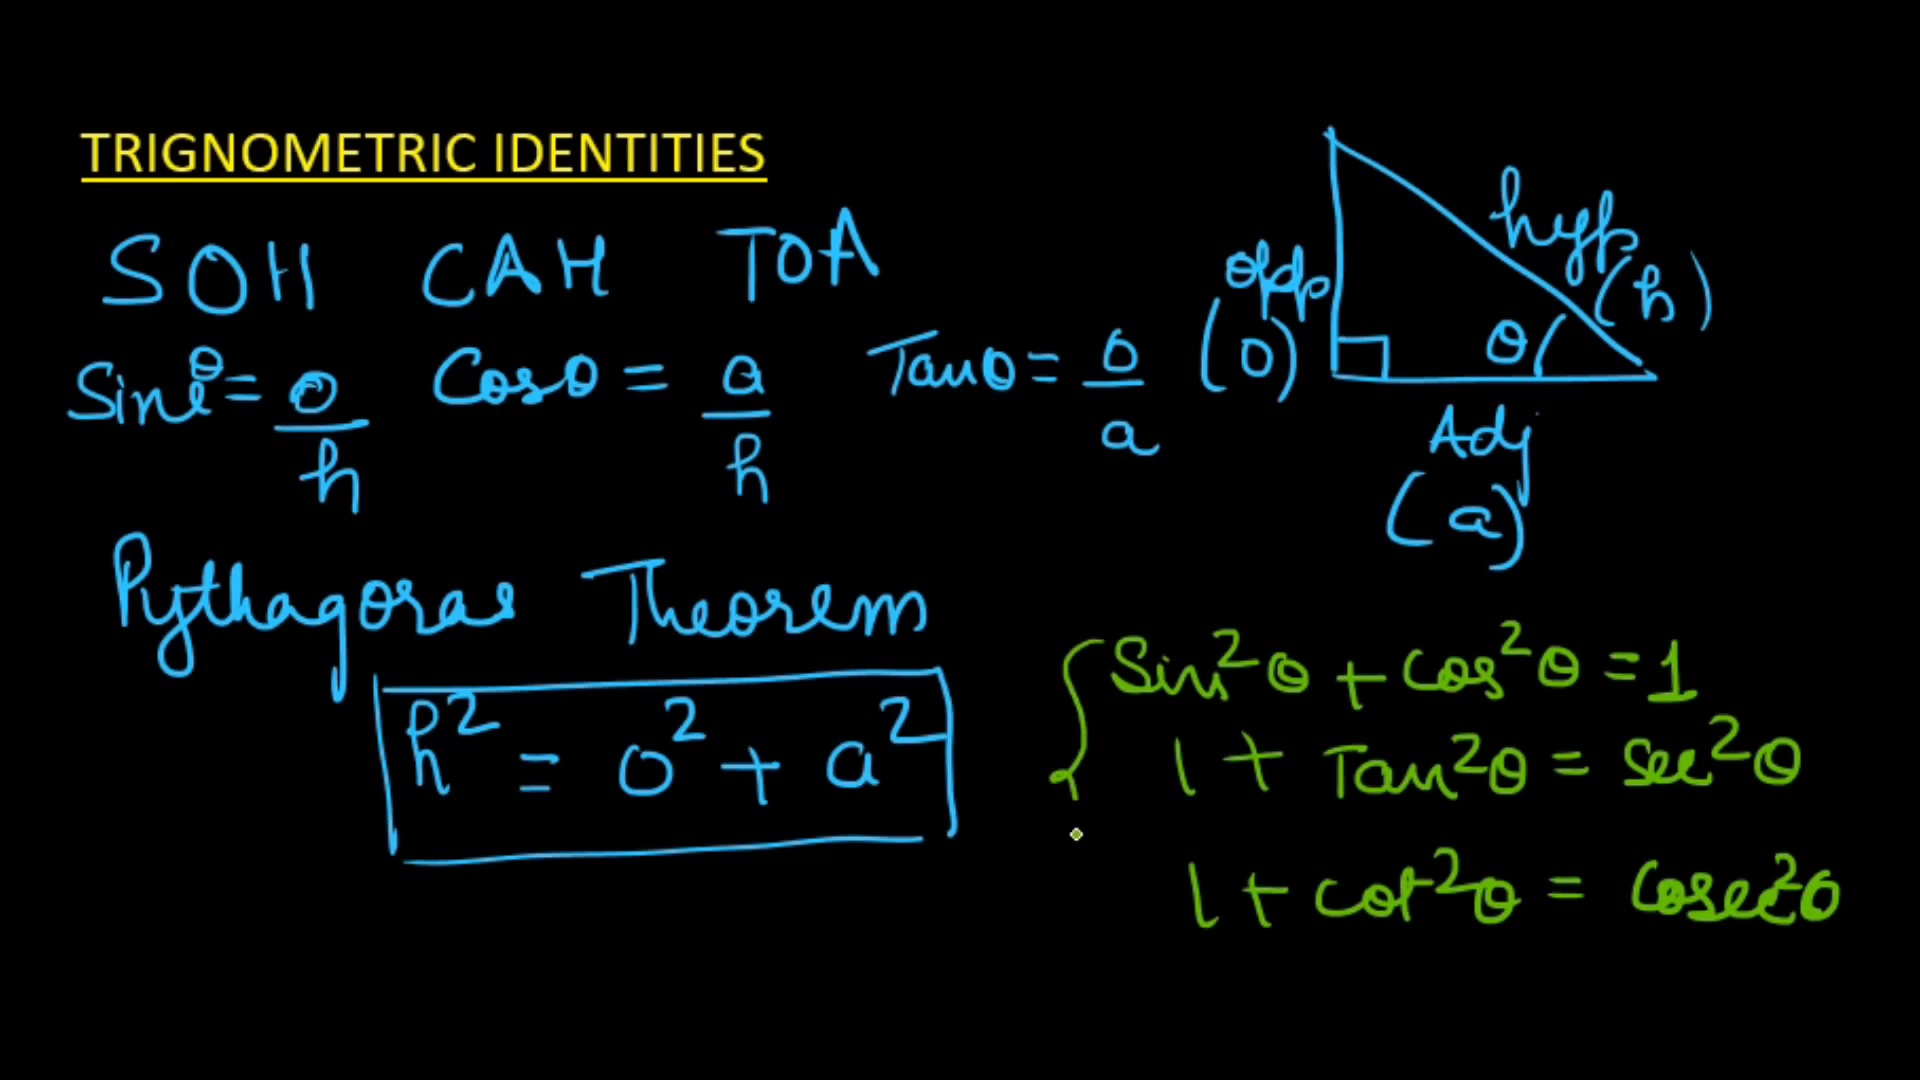 TRIGNOMETRIC IDENTITIES
SOH CAH TOA
Sine θ = o/h Cosθ = a/h Tanθ = o/a
opp (o)
hyp (h)
θ
Adj (a)
Pythagoras Theorem
h² = o² + a²
Sin²θ + Cos²θ = 1
1 + Tan²θ = Sec²θ
1 + cot²θ = Cosec²θ